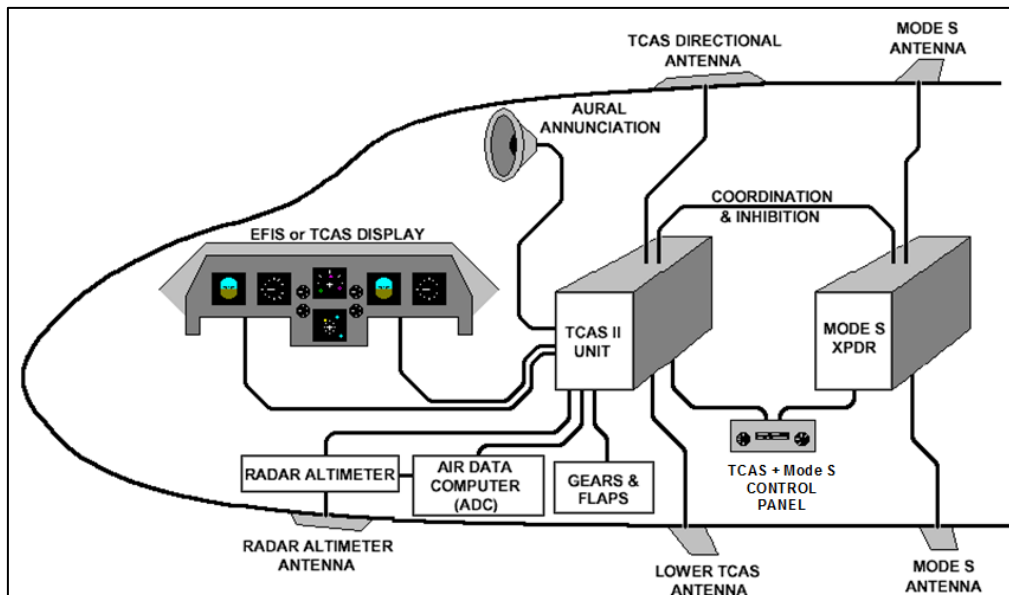 TCAS DIRECTIONAL
ANTENNA
MODE S
ANTENNA
AURAL
ANNUNCIATION
COORDINATION
& INHIBITION
EFIS or TCAS DISPLAY
TCAS II
UNIT
MODE S
XPDR
RADAR ALTIMETER
AIR DATA
COMPUTER
(ADC)
GEARS &
FLAPS
TCAS + Mode S
CONTROL
PANEL
RADAR ALTIMETER
ANTENNA
LOWER TCAS
ANTENNA
MODE S
ANTENNA